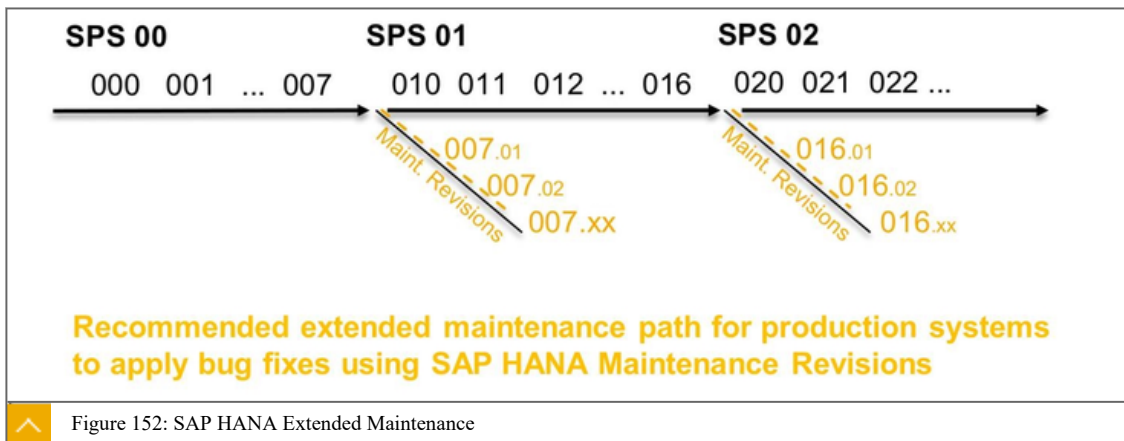 SPS 00 SPS 01 SPS 02
000 001 ... 007 010 011 012 ... 016 020 021 022 ...
Maint. Revisions
007.01
007.02
007.xx
Maint. Revisions
016.01
016.02
016.xx
Recommended extended maintenance path for production systems
to apply bug fixes using SAP HANA Maintenance Revisions
Figure 152: SAP HANA Extended Maintenance